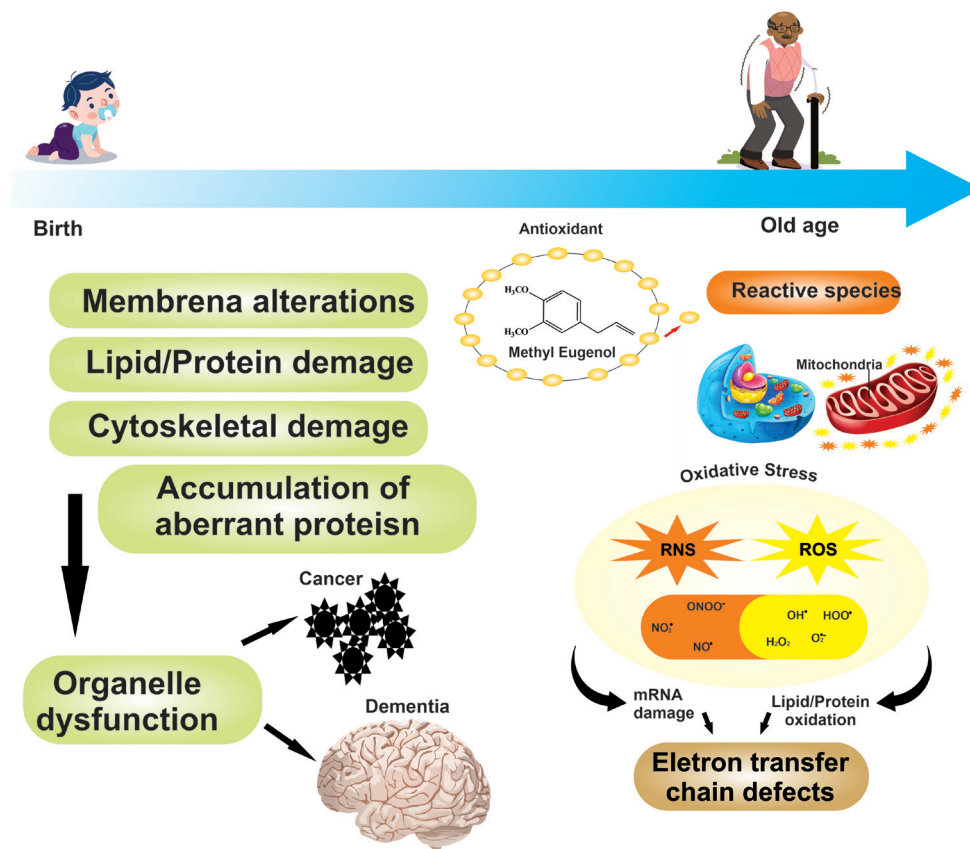 Birth
Old age
Antioxidant
H₃CO
H₃CO
Methyl Eugenol
Reactive species
Mitochondria
Membrena alterations
Lipid/Protein demage
Cytoskeletal demage
Accumulation of
aberrant proteisn
Organelle
dysfunction
Cancer
Dementia
Oxidative Stress
RNS
ROS
ONOO⁻
NO₂•
NO•
OH•
HOO•
H₂O₂
O₂•⁻
mRNA
damage
Lipid/Protein
oxidation
Eletron transfer
chain defects